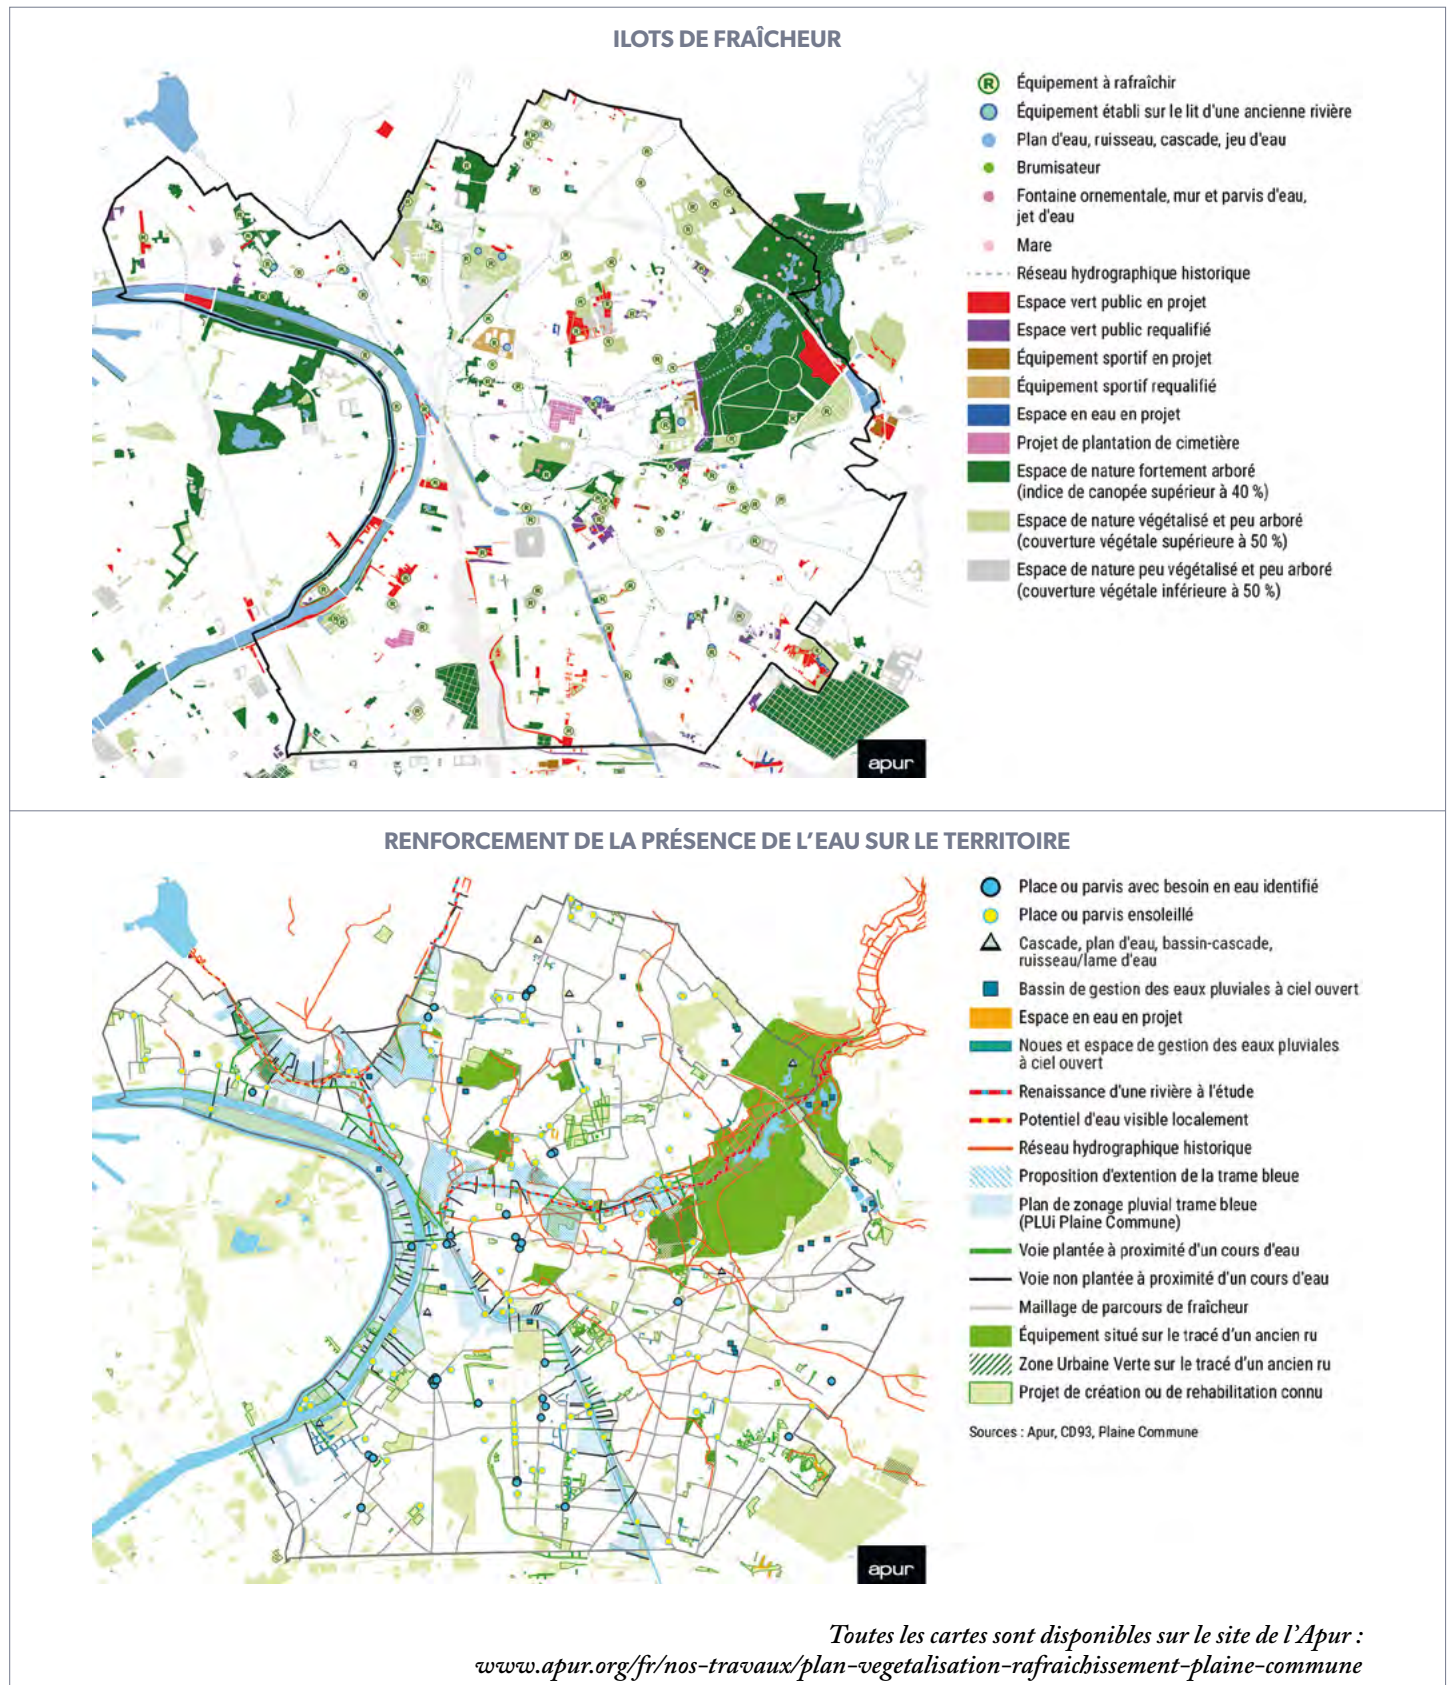 ILOTS DE FRAÎCHEUR
Équipement à rafraîchir
Équipement établi sur le lit d'une ancienne rivière
Plan d'eau, ruisseau, cascade, jeu d'eau
Brumisateur
Fontaine ornementale, mur et parvis d'eau,
jet d'eau
Mare
Réseau hydrographique historique
Espace vert public en projet
Espace vert public requalifié
Équipement sportif en projet
Équipement sportif requalifié
Espace en eau en projet
Projet de plantation de cimetière
Espace de nature fortement arboré
(indice de canopée supérieur à 40 %)
Espace de nature végétalisé et peu arboré
(couverture végétale supérieure à 50 %)
Espace de nature peu végétalisé et peu arboré
(couverture végétale inférieure à 50 %)
apur
RENFORCEMENT DE LA PRÉSENCE DE L'EAU SUR LE TERRITOIRE
Place ou parvis avec besoin en eau identifié
Place ou parvis ensoleillé
Cascade, plan d'eau, bassin-cascade,
ruisseau/lame d'eau
Bassin de gestion des eaux pluviales à ciel ouvert
Espace en eau en projet
Noues et espace de gestion des eaux pluviales
à ciel ouvert
Renaissance d'une rivière à l'étude
Potentiel d'eau visible localement
Réseau hydrographique historique
Proposition d'extention de la trame bleue
Plan de zonage pluvial trame bleue
(PLUi Plaine Commune)
Voie plantée à proximité d'un cours d'eau
Voie non plantée à proximité d'un cours d'eau
Maillage de parcours de fraîcheur
Équipement situé sur le tracé d'un ancien ru
Zone Urbaine Verte sur le tracé d'un ancien ru
Projet de création ou de rehabilitation connu
Sources : Apur, CD93, Plaine Commune
apur
Toutes les cartes sont disponibles sur le site de l'Apur :
www.apur.org/fr/nos-travaux/plan-vegetalisation-rafraichissement-plaine-commune